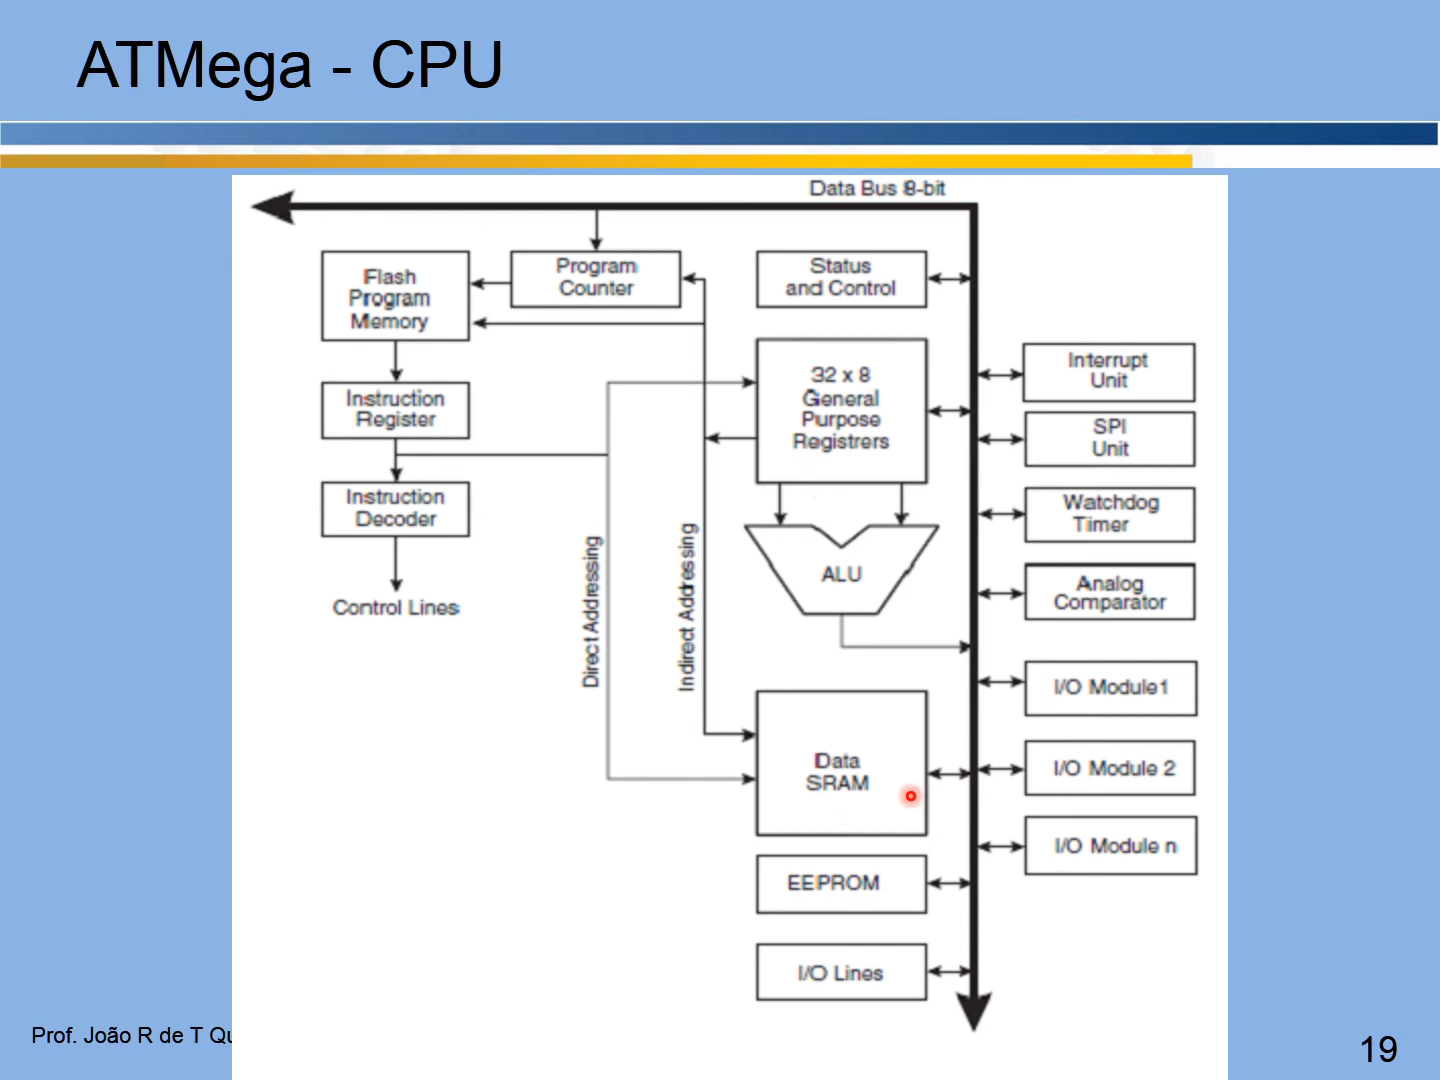 ATMega - CPU
Data Bus 8-bit
Flash
Program
Memory
Program
Counter
Status
and Control
Instruction
Register
32 x 8
General
Purpose
Registrers
Interrupt
Unit
SPI
Unit
Instruction
Decoder
Watchdog
Timer
Control Lines
Direct Addressing
Indirect Addressing
ALU
Analog
Comparator
I/O Module1
Data
SRAM
I/O Module 2
I/O Module n
EEPROM
I/O Lines
Prof. João R de T
19